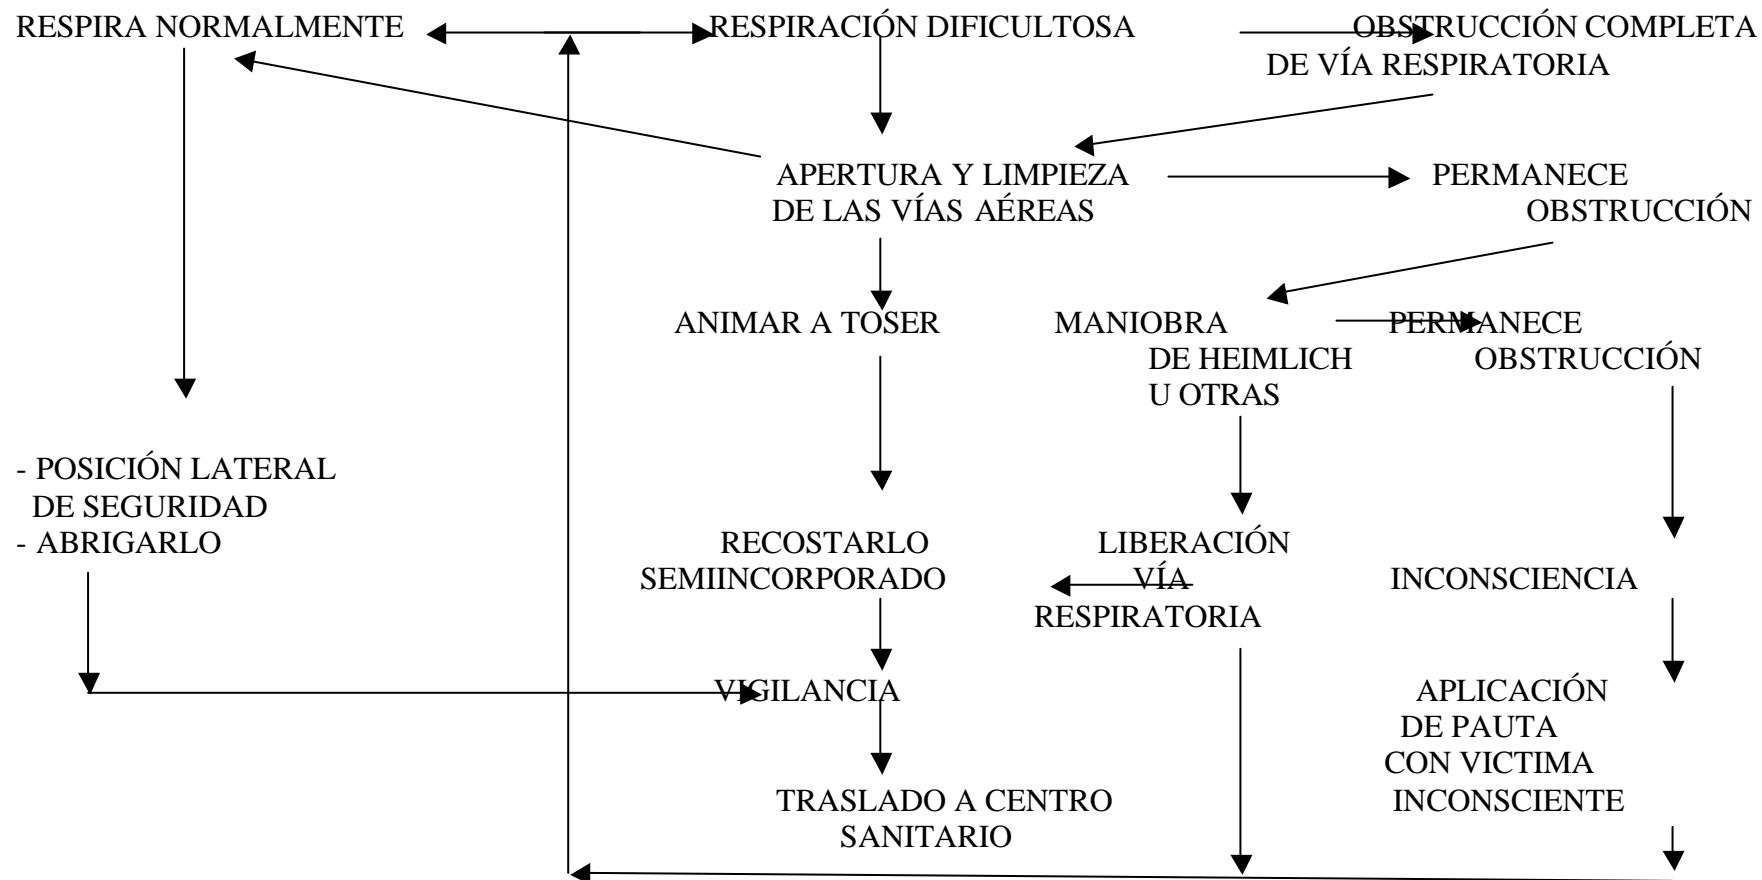 RESPIRA NORMALMENTE
RESPIRACIÓN DIFICULTOSA
OBSTRUCCIÓN COMPLETA
DE VÍA RESPIRATORIA
APERTURA Y LIMPIEZA
DE LAS VÍAS AÉREAS
PERMANECE
OBSTRUCCIÓN
ANIMAR A TOSER
MANIOBRA
DE HEIMLICH
U OTRAS
PERMANECE
OBSTRUCCIÓN
- POSICIÓN LATERAL
DE SEGURIDAD
- ABRIGARLO
RECOSTARLO
SEMIINCORPORADO
LIBERACIÓN
VÍA
RESPIRATORIA
INCONSCIENCIA
VIGILANCIA
APLICACIÓN
DE PAUTA
CON VICTIMA
INCONSCIENTE
TRASLADO A CENTRO
SANITARIO